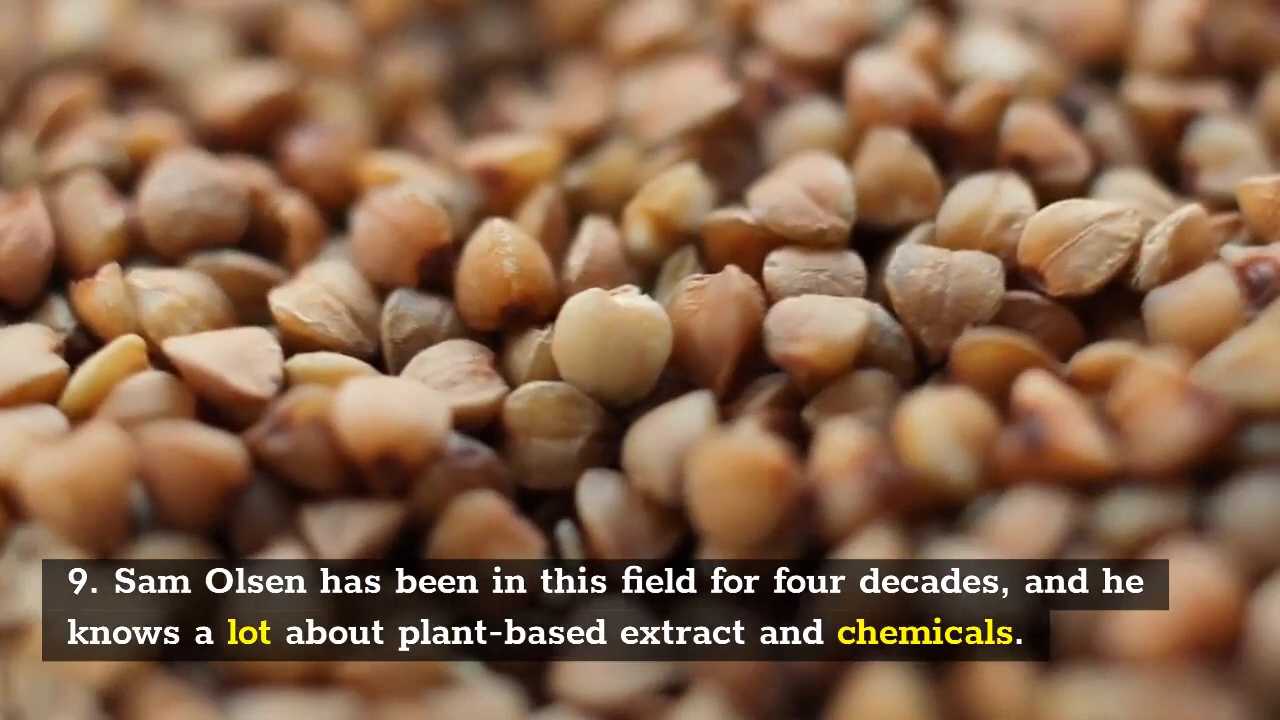 9. Sam Olsen has been in this field for four decades, and he
knows a lot about plant-based extract and chemicals.